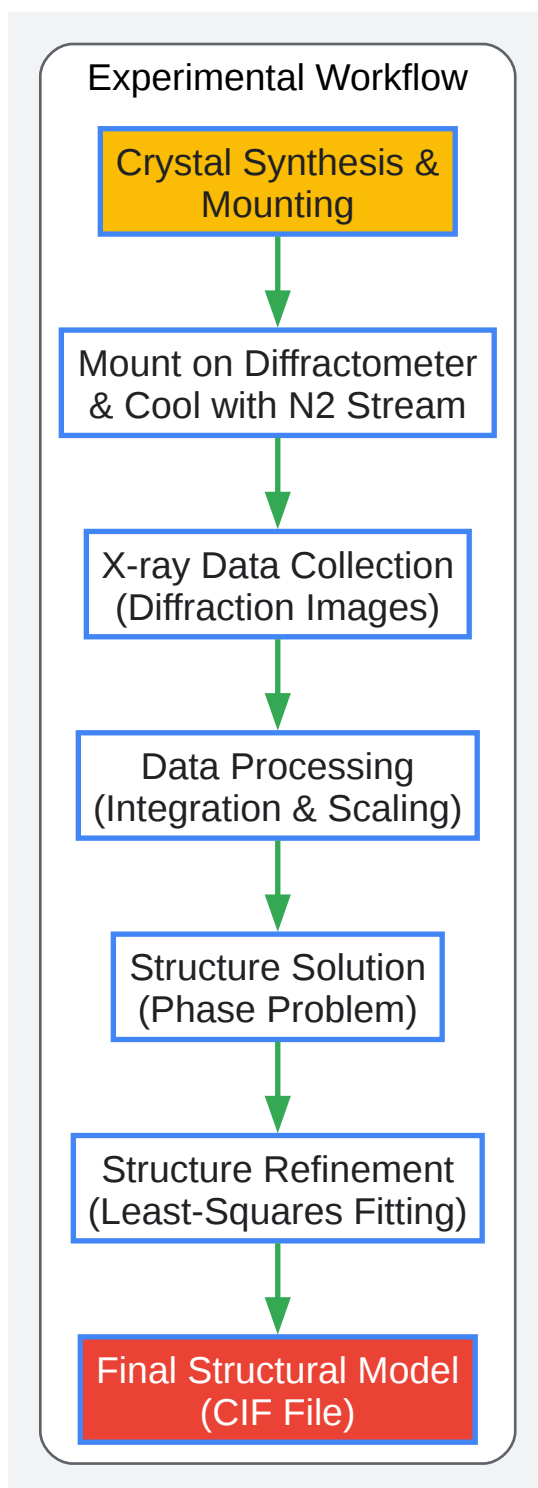 Experimental Workflow
Crystal Synthesis &
Mounting
Mount on Diffractometer
& Cool with N2 Stream
X-ray Data Collection
(Diffraction Images)
Data Processing
(Integration & Scaling)
Structure Solution
(Phase Problem)
Structure Refinement
(Least-Squares Fitting)
Final Structural Model
(CIF File)